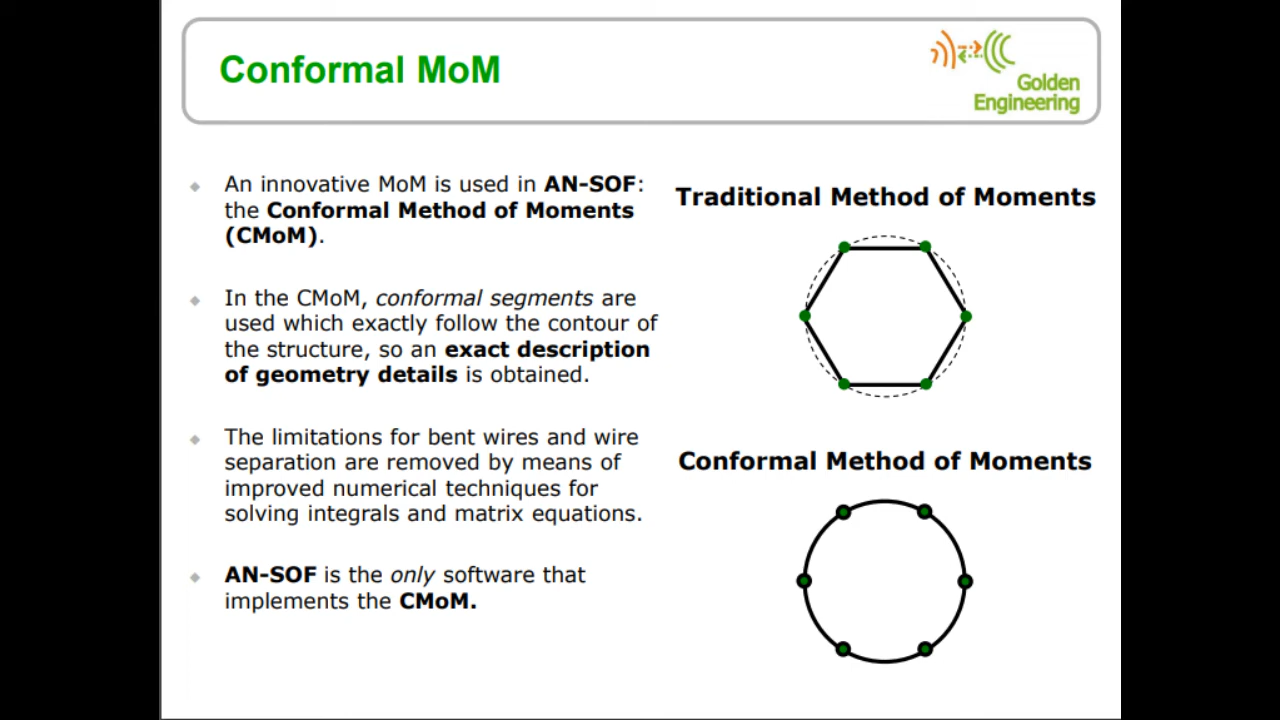 Conformal MoM
Golden
Engineering
An innovative MoM is used in AN-SOF:
the Conformal Method of Moments
(CMoM).
In the CMoM, conformal segments are
used which exactly follow the contour of
the structure, so an exact description
of geometry details is obtained.
The limitations for bent wires and wire
separation are removed by means of
improved numerical techniques for
solving integrals and matrix equations.
AN-SOF is the only software that
implements the CMoM.
Traditional Method of Moments
Conformal Method of Moments